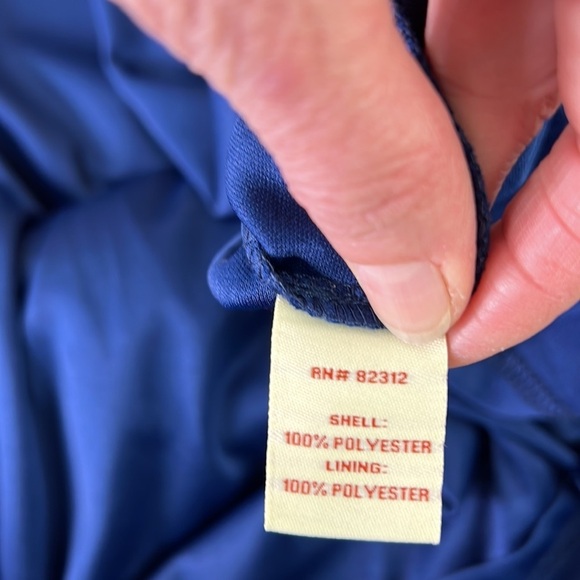 RN# 82312
SHELL:
100% POLYESTER
LINING:
100% POLYESTER